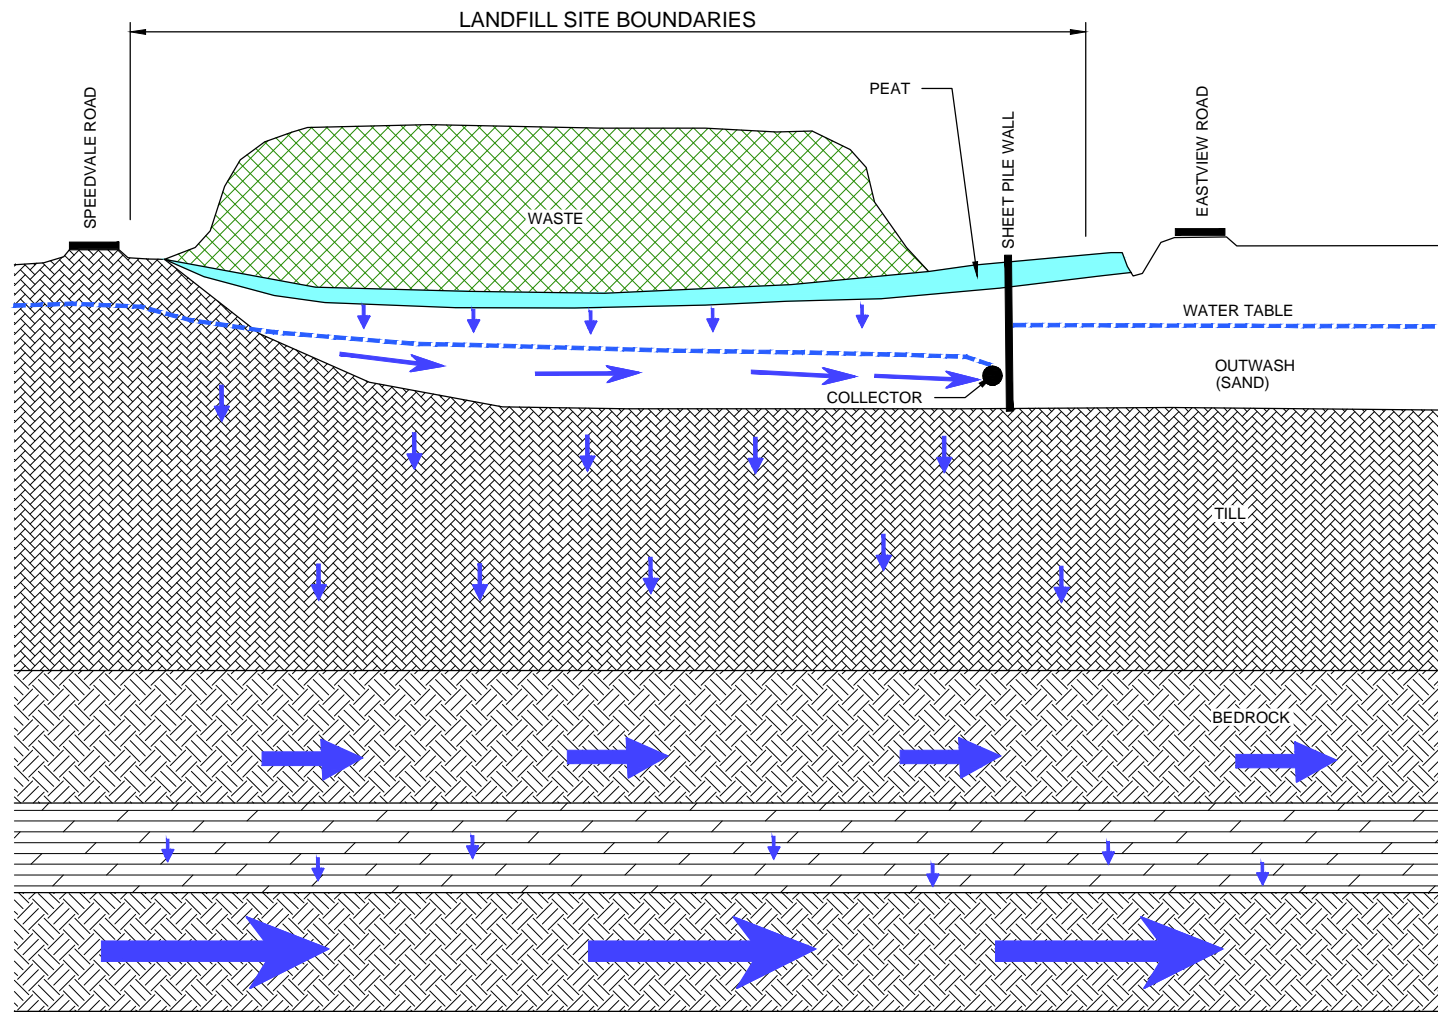 LANDFILL SITE BOUNDARIES
SPEEDVALE ROAD
PEAT
SHEET PILE WALL
EASTVIEW ROAD
WASTE
WATER TABLE
OUTWASH
(SAND)
COLLECTOR
TILL
BEDROCK